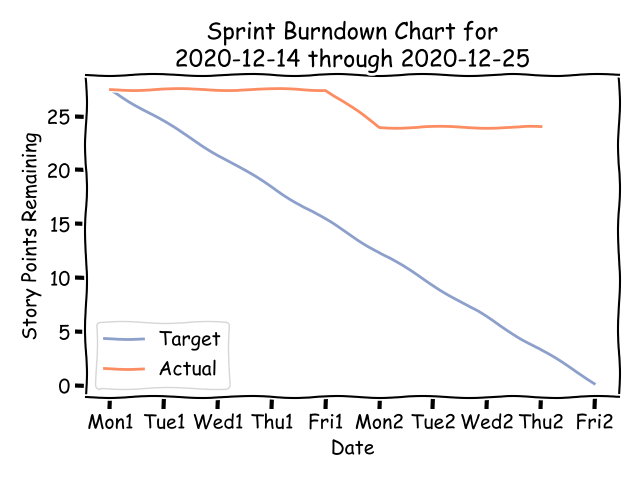 Sprint Burndown Chart for
2020-12-14 through 2020-12-25
Story Points Remaining
25
20
15
10
5
0
Target
Actual
Mon1 Tue1 Wed1 Thu1 Fri1 Mon2 Tue2 Wed2 Thu2 Fri2
Date